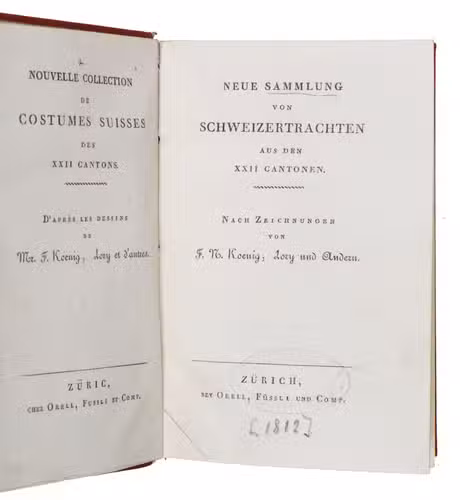 NOUVELLE COLLECTION
DE
COSTUMES SUISSES
DES
XXII CANTONS.
D'APRÈS LES DESSINS
DE
Mr. F. Koenig, Lory et d'autres.
ZÜRIC,
CHEZ ORELL, FÜSSLI ET COMP.
NEUE SAMMLUNG
VON
SCHWEIZERTRACHTEN
AUS DEN
XXII CANTONEN.
NACH ZEICHNUNGEN
VON
F. N. Koenig, Lory und Andern.
ZÜRICH,
BEY ORELL, FÜSSLI UND COMP.
[1812]